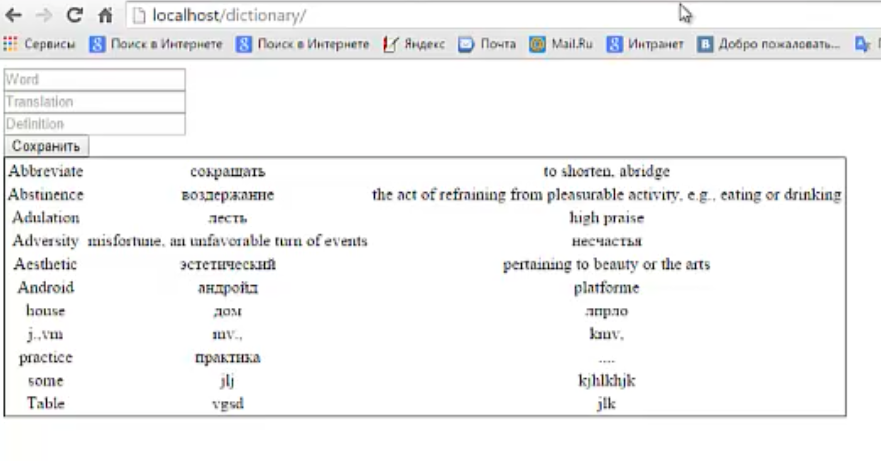 localhost/dictionary/
Сервисы Поиск в Интернете Поиск в Интернете Яндекс Почта Mail.Ru Интранет Добро пожаловать...
Word
Translation
Definition
Сохранить
Abbreviate сокращать to shorten, abridge
Abstinence воздержание the act of refraining from pleasurable activity, e.g., eating or drinking
Adulation лесть high praise
Adversity misfortune, an unfavorable turn of events несчастья
Aesthetic эстетический pertaining to beauty or the arts
Android андройд platforme
house дом лпрло
j.,vm mv., kmv,
practice практика ....
some jlj kjhlkhjk
Table vgsd jlk